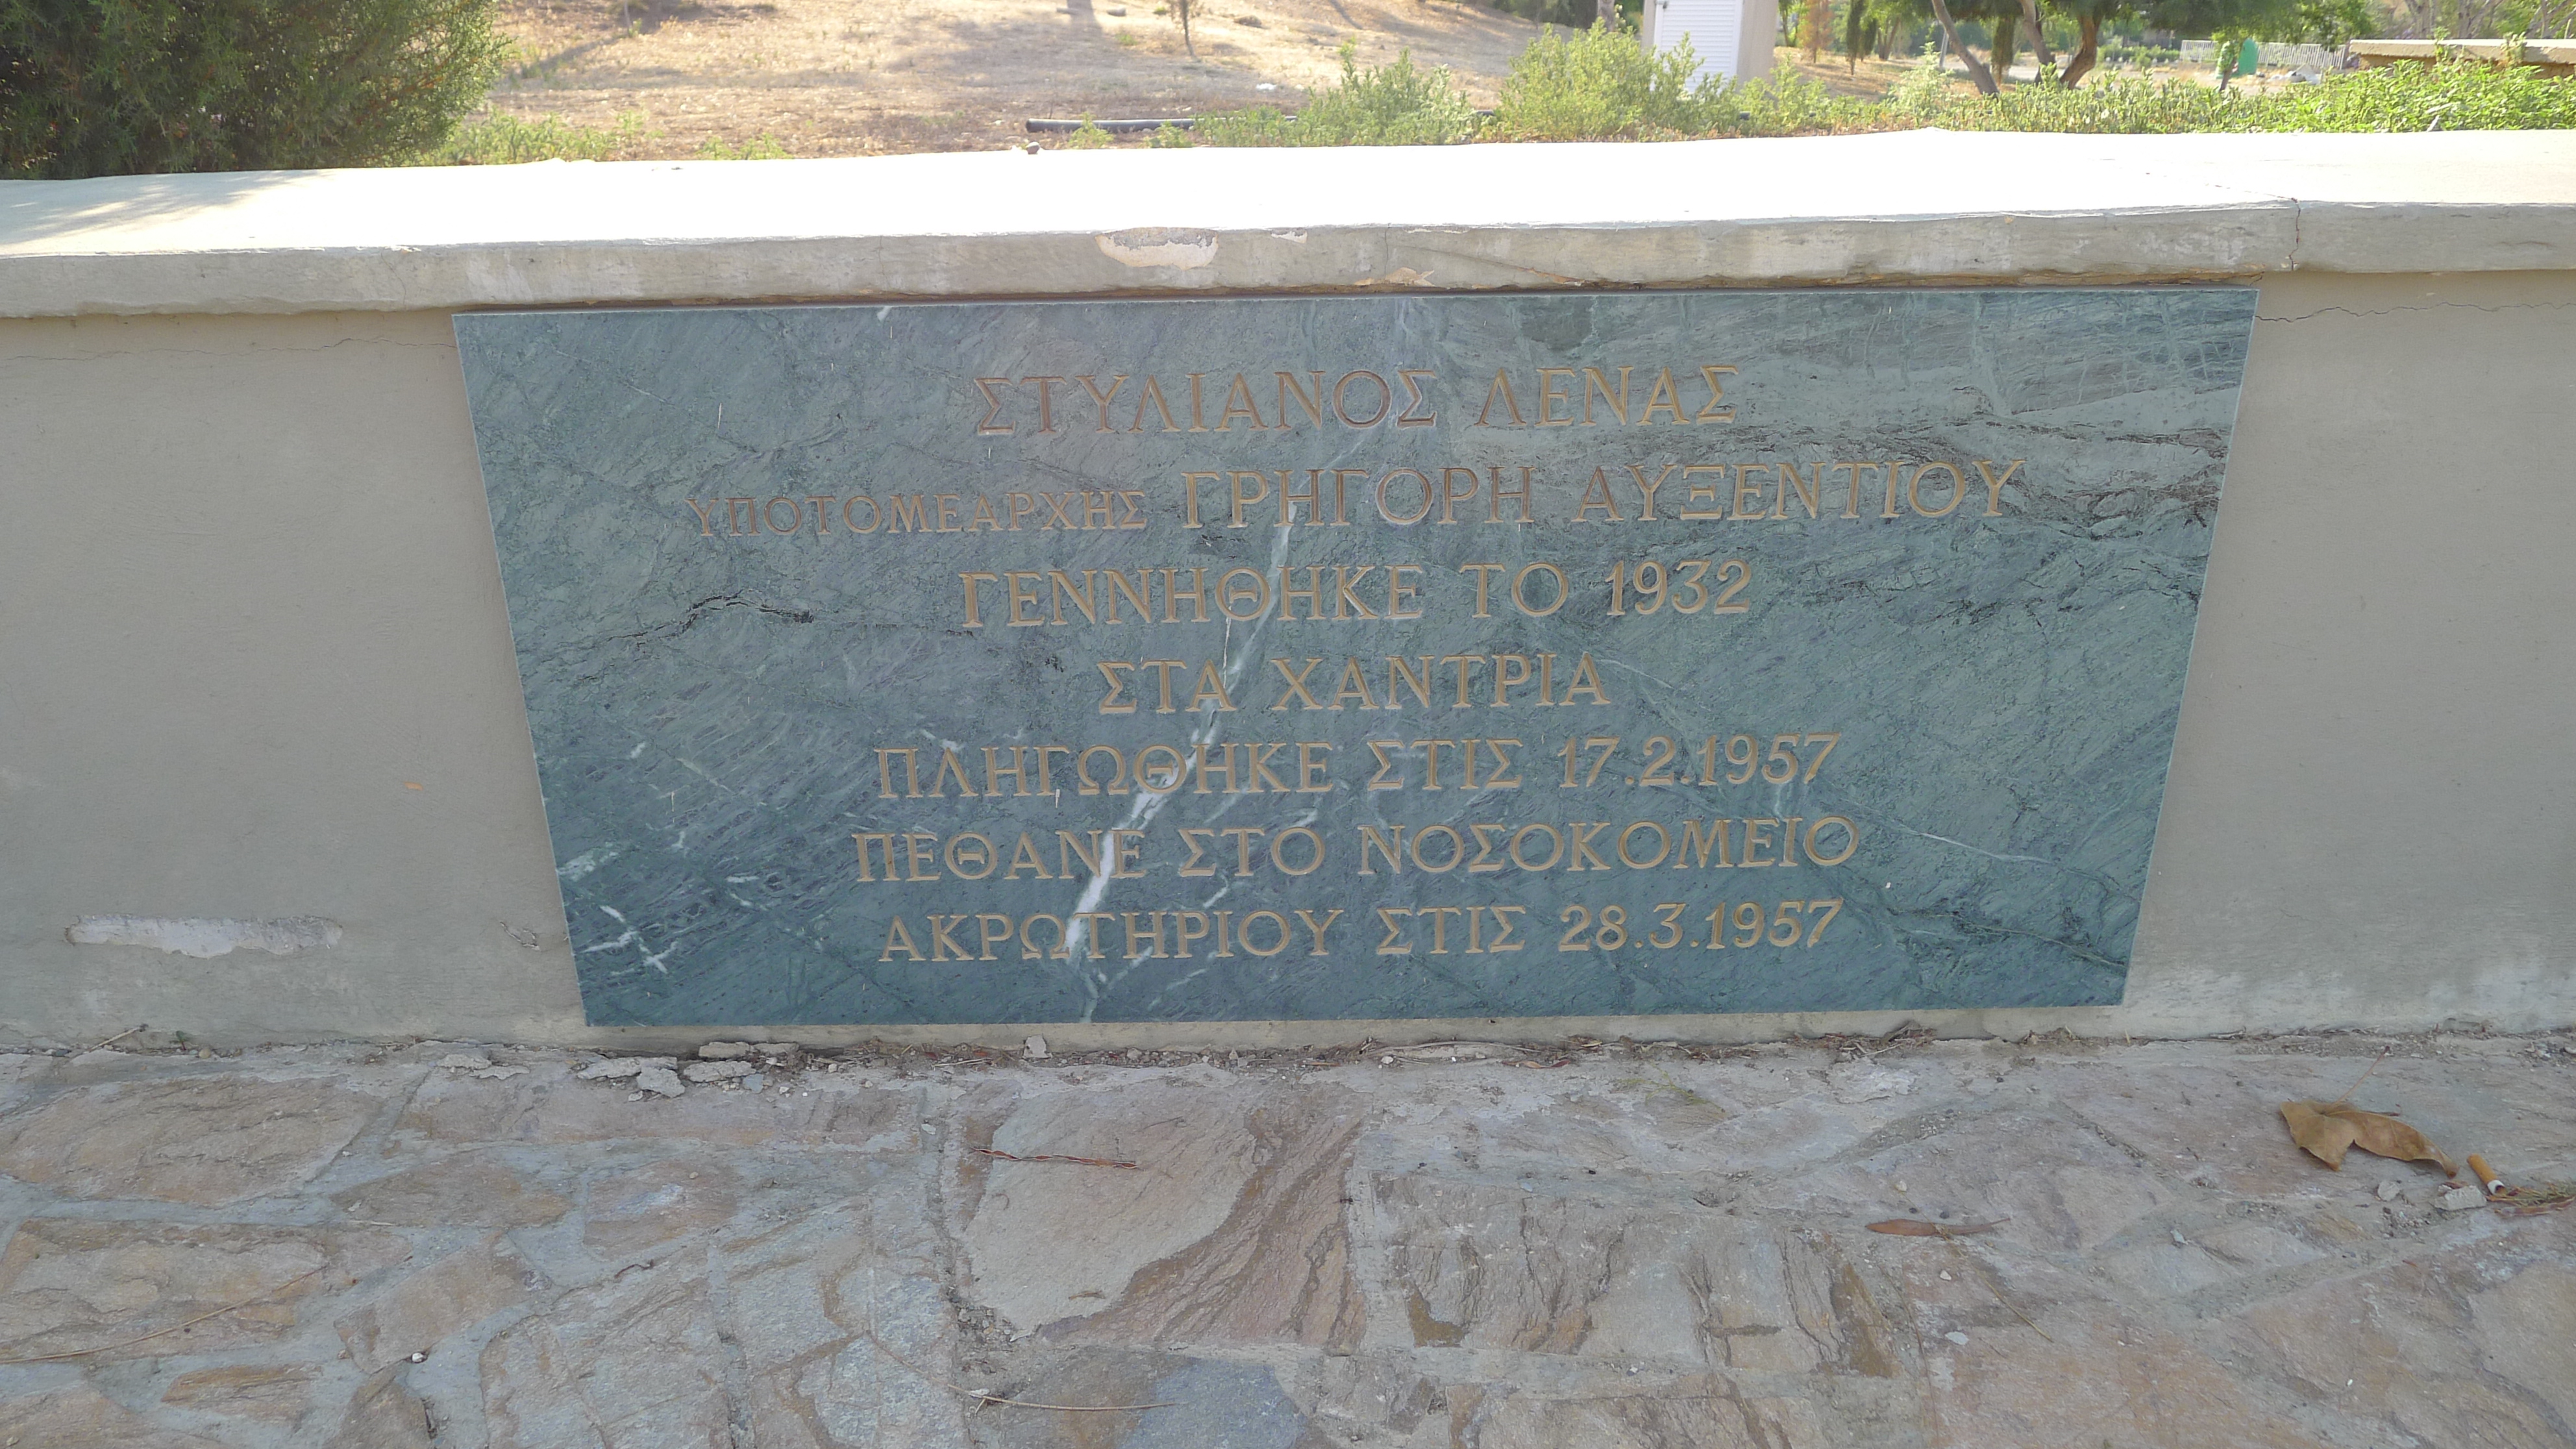 ΣΤΥΛΙΑΝΟΣ ΛΕΝΑΣ
ΥΠΟΤΟΜΕΑΡΧΗΣ ΓΡΗΓΟΡΗ ΑΥΞΕΝΤΙΟΥ
ΓΕΝΝΗΘΗΚΕ ΤΟ 1932
ΣΤΑ ΧΑΝΤΡΙΑ
ΠΛΗΓΩΘΗΚΕ ΣΤΙΣ 17.2.1957
ΠΕΘΑΝΕ ΣΤΟ ΝΟΣΟΚΟΜΕΙΟ
ΑΚΡΩΤΗΡΙΟΥ ΣΤΙΣ 28.3.1957